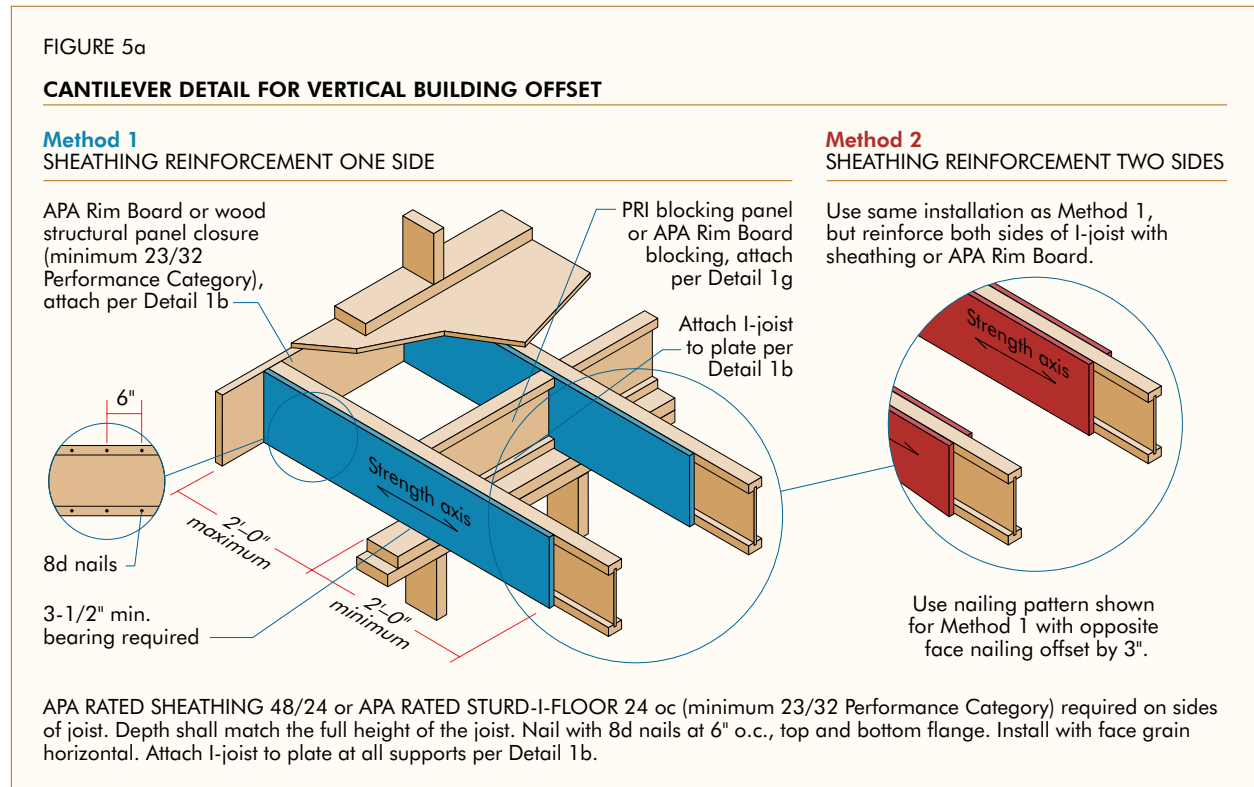 FIGURE 5a
CANTILEVER DETAIL FOR VERTICAL BUILDING OFFSET
Method 1
SHEATHING REINFORCEMENT ONE SIDE
APA Rim Board or wood
structural panel closure
(minimum 23/32
Performance Category),
attach per Detail 1b
PRI blocking panel
or APA Rim Board
blocking, attach
per Detail 1g
Attach I-joist
to plate per
Detail 1b
6"
8d nails
3-1/2" min.
bearing required
Strength axis
2'–0"
maximum
2'–0"
minimum
Method 2
SHEATHING REINFORCEMENT TWO SIDES
Use same installation as Method 1,
but reinforce both sides of I-joist with
sheathing or APA Rim Board.
Strength axis
Use nailing pattern shown
for Method 1 with opposite
face nailing offset by 3".
APA RATED SHEATHING 48/24 or APA RATED STURD-I-FLOOR 24 oc (minimum 23/32 Performance Category) required on sides
of joist. Depth shall match the full height of the joist. Nail with 8d nails at 6" o.c., top and bottom flange. Install with face grain
horizontal. Attach I-joist to plate at all supports per Detail 1b.